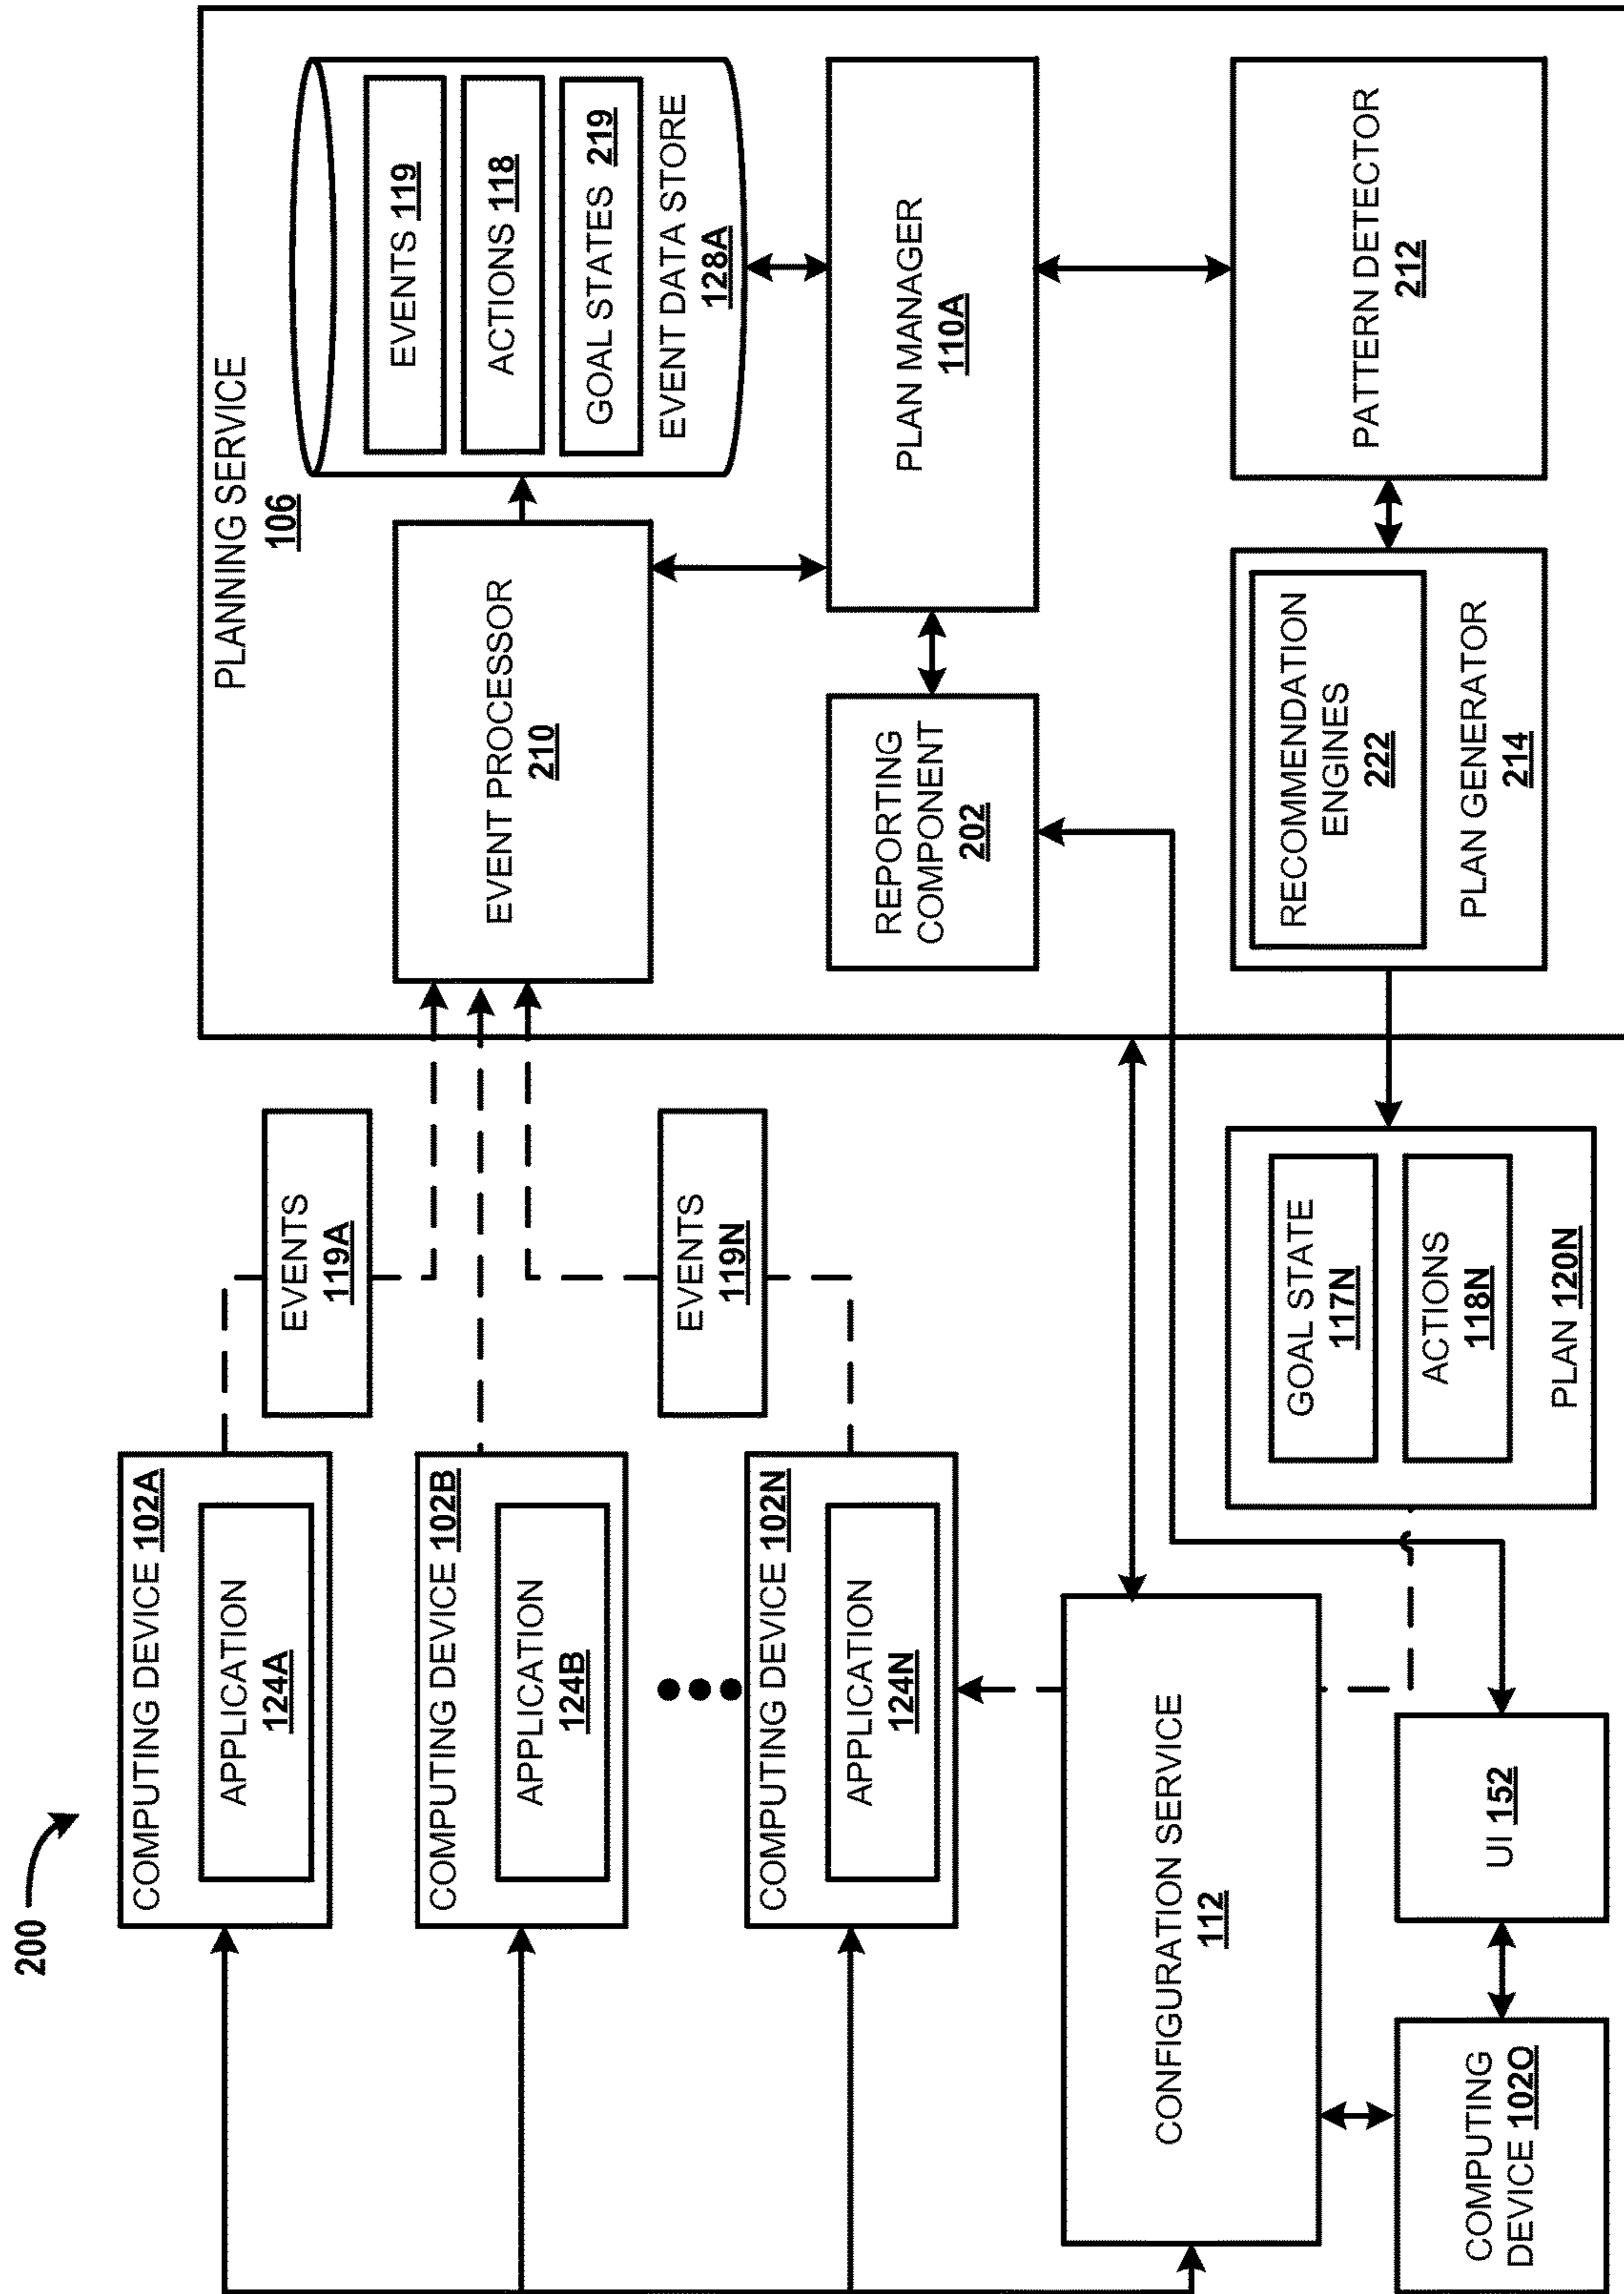 200
COMPUTING DEVICE 102A
APPLICATION
124A
COMPUTING DEVICE 102B
APPLICATION
124B
COMPUTING DEVICE 102N
APPLICATION
124N
EVENTS
119A
EVENTS
119N
CONFIGURATION SERVICE
112
COMPUTING
DEVICE 102O
UI 152
GOAL STATE
117N
ACTIONS
118N
PLAN 120N
PLANNING SERVICE
106
EVENT PROCESSOR
210
EVENTS 119
ACTIONS 118
GOAL STATES 219
EVENT DATA STORE
128A
REPORTING
COMPONENT
202
PLAN MANAGER
110A
RECOMMENDATION
ENGINES
222
PLAN GENERATOR
214
PATTERN DETECTOR
212